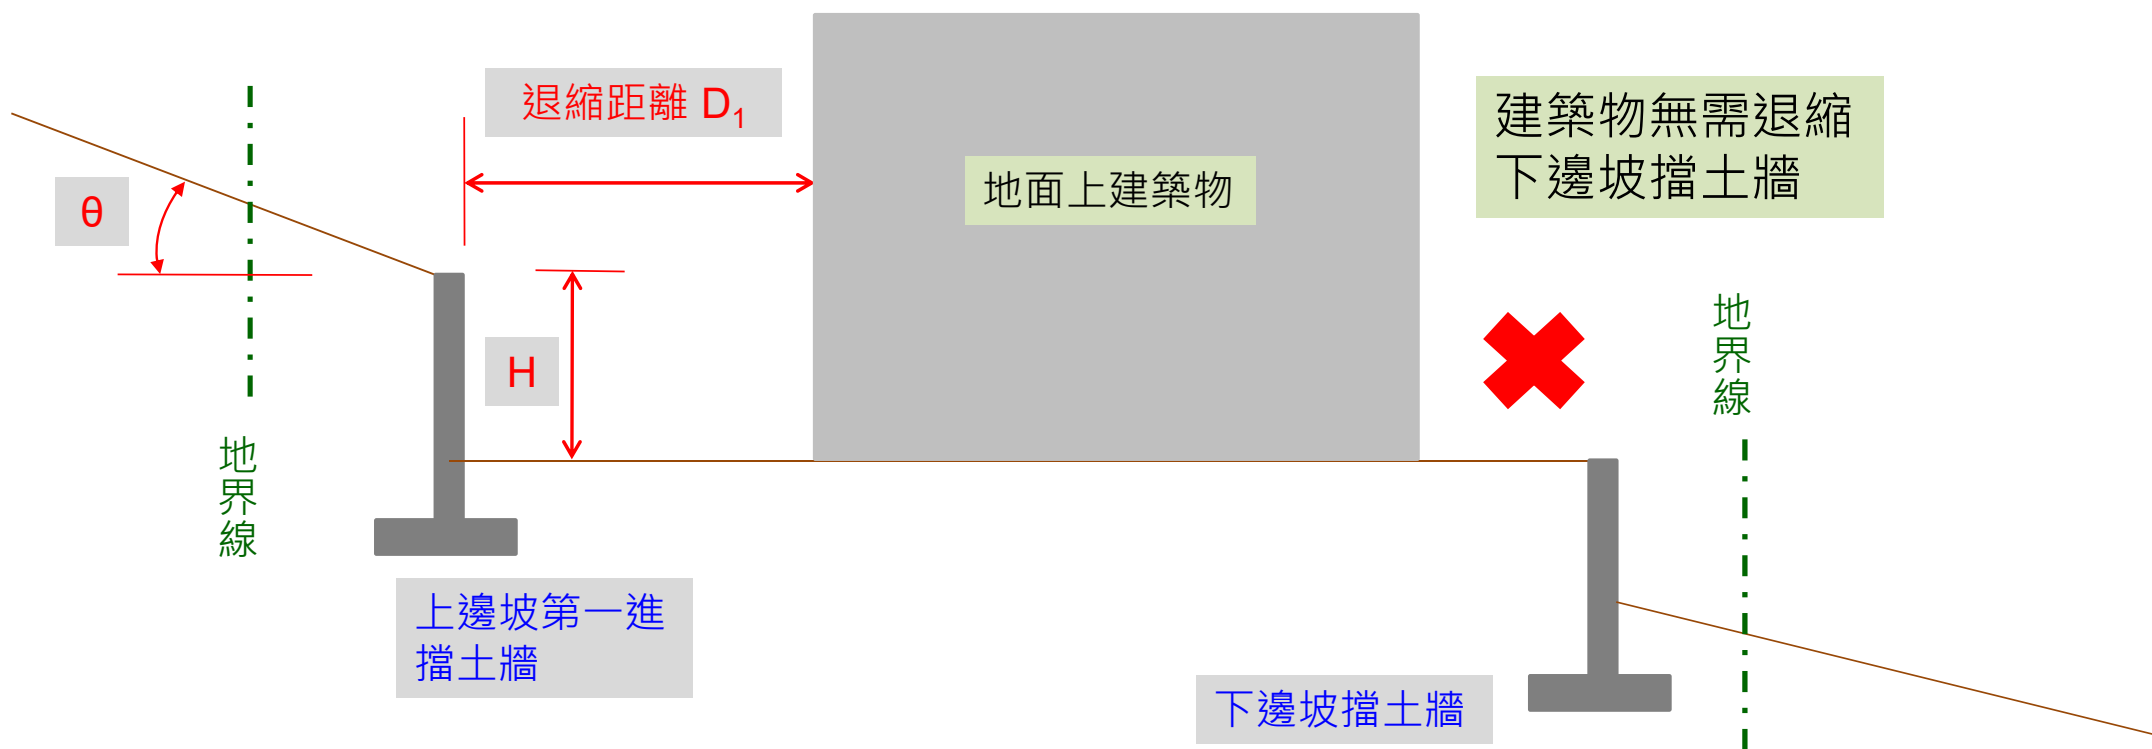 退縮距離 D₁
建築物無需退縮
下邊坡擋土牆
地面上建築物
θ
H
地界線
地界線
上邊坡第一進
擋土牆
下邊坡擋土牆